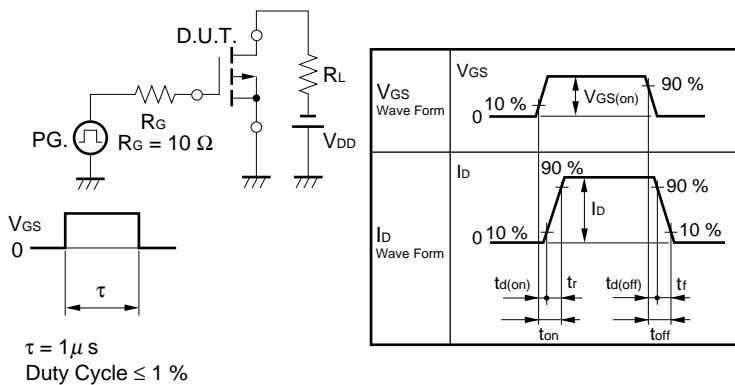 D.U.T.
RL
RG
PG.
RG = 10 Ω
VDD
VGS
0
τ
τ = 1μ s
Duty Cycle ≤ 1 %
VGS
Wave Form
VGS
10 %
0
VGS(on)
90 %
ID
Wave Form
ID
90 %
90 %
ID
0
10 %
10 %
td(on)
tr
td(off)
tf
ton
toff